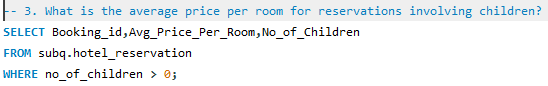 -- 3. What is the average price per room for reservations involving children?
SELECT Booking_id,Avg_Price_Per_Room,No_of_Children
FROM subq.hotel_reservation
WHERE no_of_children > 0;